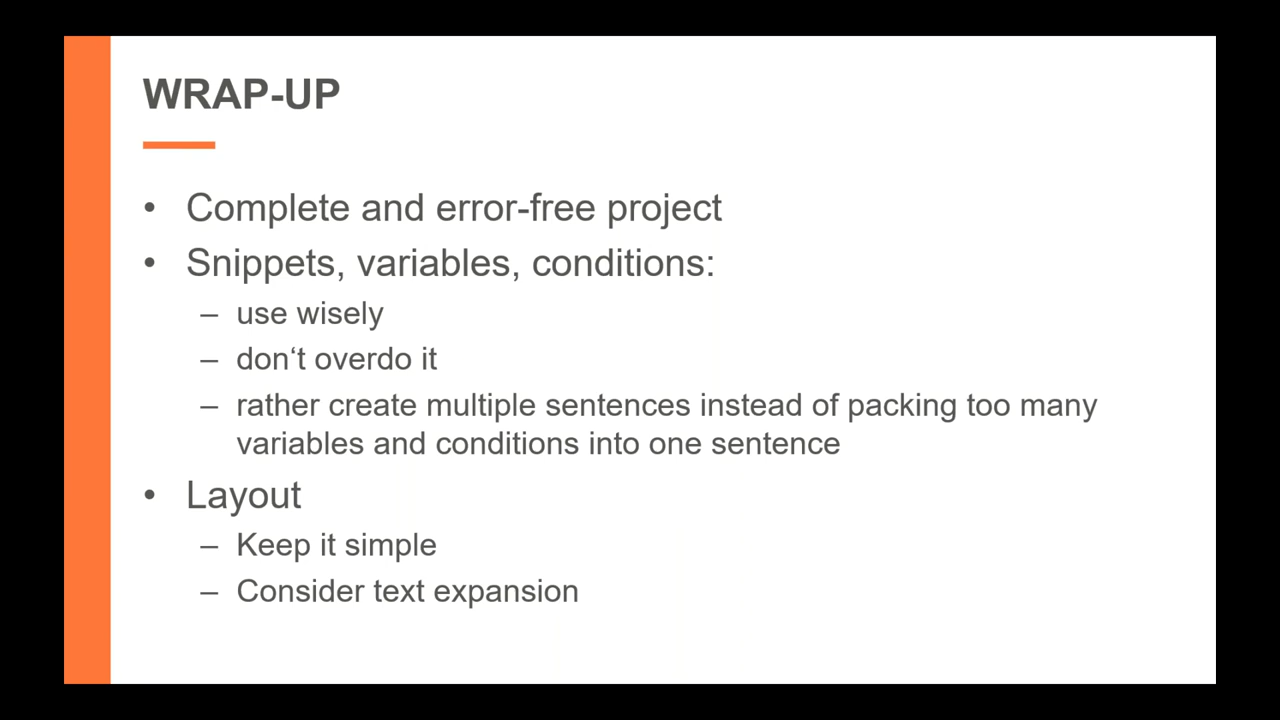 WRAP-UP
• Complete and error-free project
• Snippets, variables, conditions:
– use wisely
– don‘t overdo it
– rather create multiple sentences instead of packing too many
variables and conditions into one sentence
• Layout
– Keep it simple
– Consider text expansion